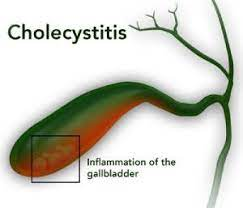 Cholecystitis
Inflammation of the
gallbladder